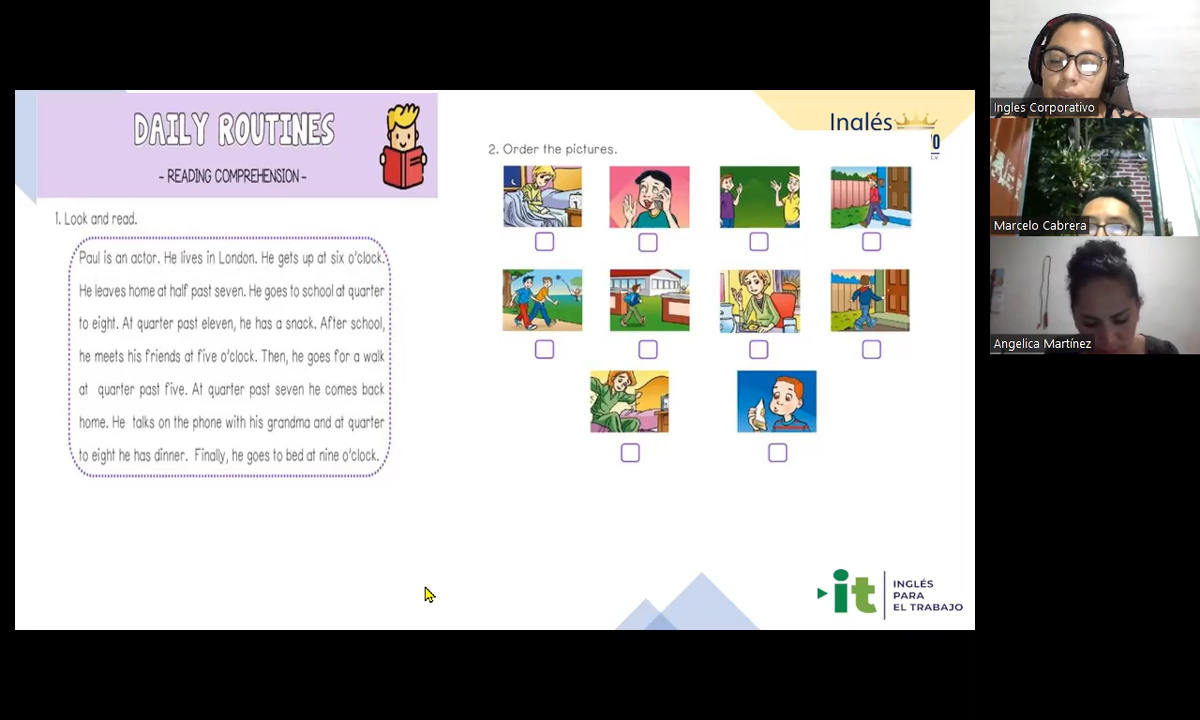 DAILY ROUTINES
- READING COMPREHENSION -
1. Look and read.
Paul is an actor. He lives in London. He gets up at six o'clock.
He leaves home at half past seven. He goes to school at quarter
to eight. At quarter past eleven, he has a snack. After school,
he meets his friends at five o'clock. Then, he goes for a walk
at quarter past five. At quarter past seven he comes back
home. He talks on the phone with his grandma and at quarter
to eight he has dinner. Finally, he goes to bed at nine o'clock.
Inglés
2. Order the pictures.
it
INGLÉS
PARA
EL TRABAJO
Ingles Corporativo
Marcelo Cabrera
Angelica Martínez